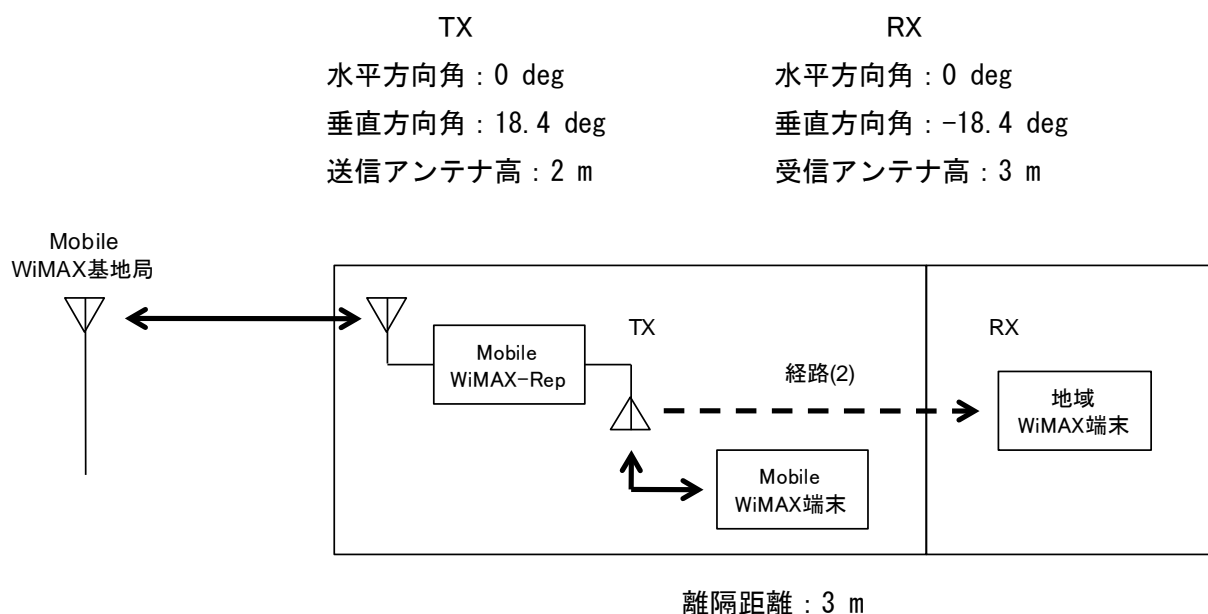 TX
水平方向角：0 deg
垂直方向角：18.4 deg
送信アンテナ高：2 m
RX
水平方向角：0 deg
垂直方向角：-18.4 deg
受信アンテナ高：3 m
Mobile
WiMAX基地局
Mobile
WiMAX-Rep
TX
経路(2)
RX
地域
WiMAX端末
Mobile
WiMAX端末
離隔距離：3 m